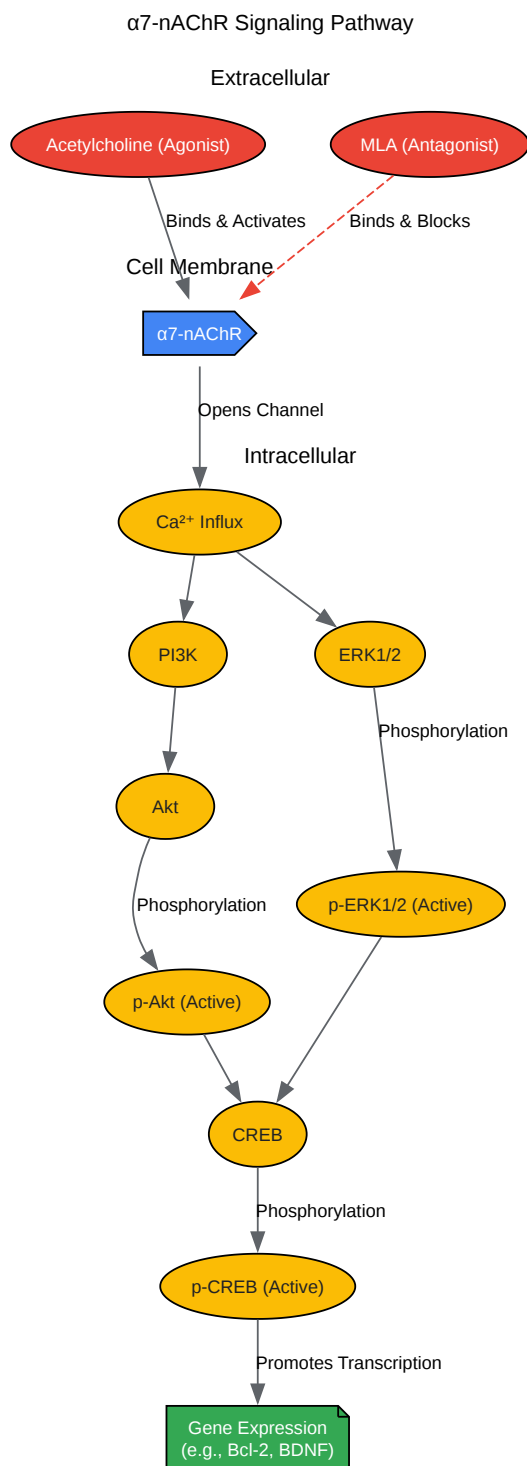 α7-nAChR Signaling Pathway
Extracellular
Acetylcholine (Agonist)
MLA (Antagonist)
Binds & Activates
Binds & Blocks
Cell Membrane
α7-nAChR
Opens Channel
Intracellular
Ca²⁺ Influx
PI3K
ERK1/2
Phosphorylation
Akt
Phosphorylation
p-ERK1/2 (Active)
p-Akt (Active)
CREB
Phosphorylation
p-CREB (Active)
Promotes Transcription
Gene Expression
(e.g., Bcl-2, BDNF)